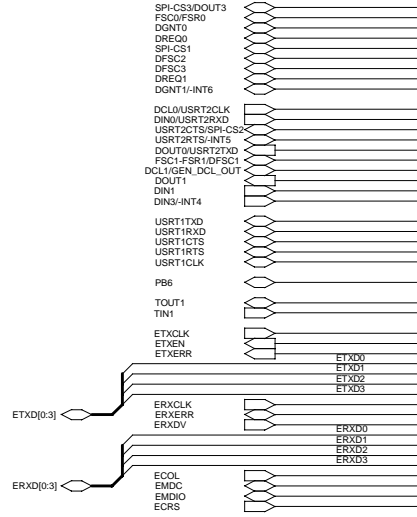 SPI-CS3/DOUT3
FSC0/FSR0
DGNT0
DREQ0
SPI-CS1
DFSC2
DFSC3
DREQ1
DGNT1/-INT6
DCL0/USRT2CLK
DIN0/USRT2RXD
USRT2CTS/SPI-CS2
USRT2RTS/-INT5
DOUT0/USRT2TXD
FSC1-FSR1/DFSC1
DCL1/GEN_DCL_OUT
DOUT1
DIN1
DIN3/-INT4
USRT1TXD
USRT1RXD
USRT1CTS
USRT1RTS
USRT1CLK
PB6
TOUT1
TIN1
ETXCLK
ETXEN
ETXERR
ETXD0
ETXD1
ETXD2
ETXD3
ETXD[0:3]
ERXCLK
ERXERR
ERXDV
ERXD0
ERXD1
ERXD2
ERXD3
ERXD[0:3]
ECOL
EMDC
EMDIO
ECRS